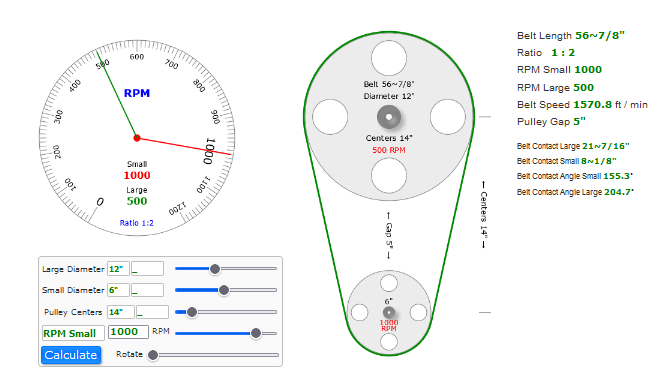 600
500
700
400
800
RPM
300
900
200
1000
100
1100
0
1200
Small
1000
Large
500
Ratio 1:2
Large Diameter 12" _
Small Diameter 6" _
Pulley Centers 14" _
RPM Small 1000 RPM
Calculate Rotate
Belt 56~7/8"
Diameter 12"
Centers 14"
500 RPM
← Gap 5" →
← Centers 14" →
6"
1000
RPM
Belt Length 56~7/8"
Ratio 1 : 2
RPM Small 1000
RPM Large 500
Belt Speed 1570.8 ft / min
Pulley Gap 5"
Belt Contact Large 21~7/16"
Belt Contact Small 8~1/8"
Belt Contact Angle Small 155.3°
Belt Contact Angle Large 204.7°